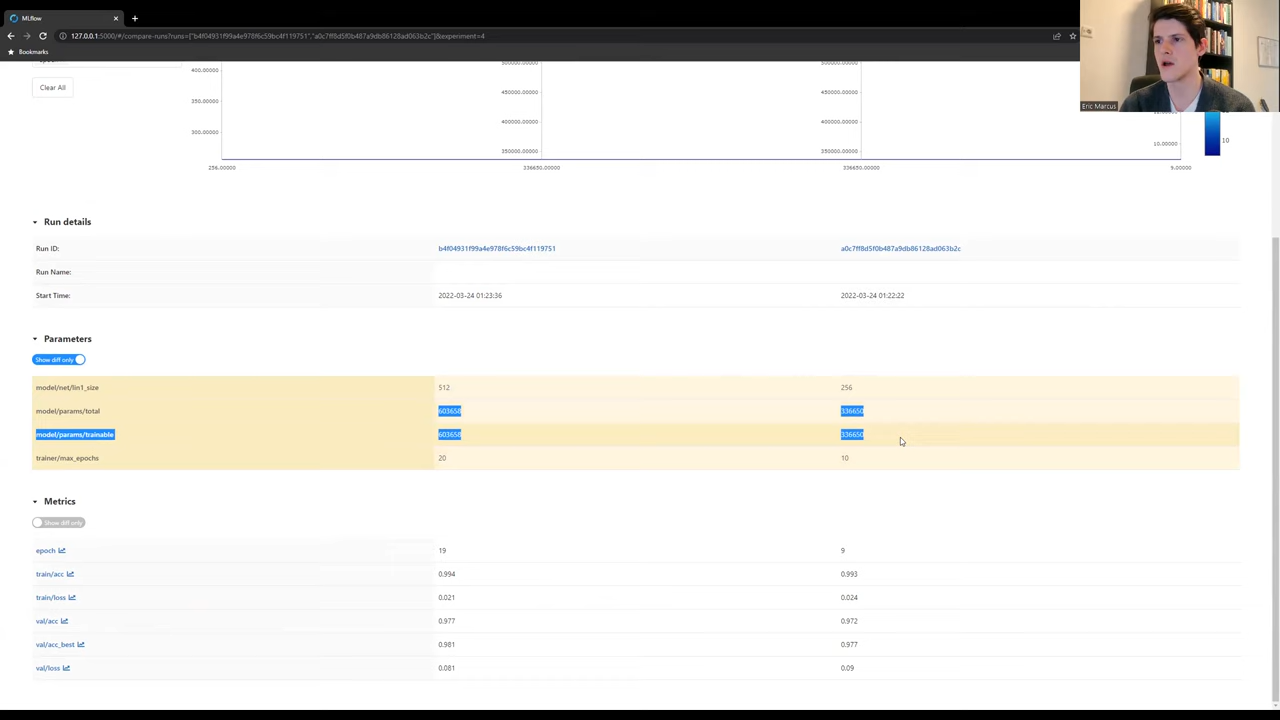 MLflow
127.0.0.1:5000/#/compare-runs?runs=["b4f04931f99a4e978f6c59bc4f119751","a0c7ff8d5f0b487a9db86128ad063b2c"]&experiment=4
Bookmarks
Clear All
400.00000
350.00000
300.00000
256.00000
500000.00000
450000.00000
400000.00000
350000.00000
336650.00000
500000.00000
450000.00000
400000.00000
350000.00000
336650.00000
10.00000
9.00000
10
Eric Marcus
Run details
Run ID: b4f04931f99a4e978f6c59bc4f119751 a0c7ff8d5f0b487a9db86128ad063b2c
Run Name:
Start Time: 2022-03-24 01:23:36 2022-03-24 01:22:22
Parameters
Show diff only
model/net/lin1_size 512 256
model/params/total 603658 336650
model/params/trainable 603658 336650
trainer/max_epochs 20 10
Metrics
Show diff only
epoch 19 9
train/acc 0.994 0.993
train/loss 0.021 0.024
val/acc 0.977 0.972
val/acc_best 0.981 0.977
val/loss 0.081 0.09